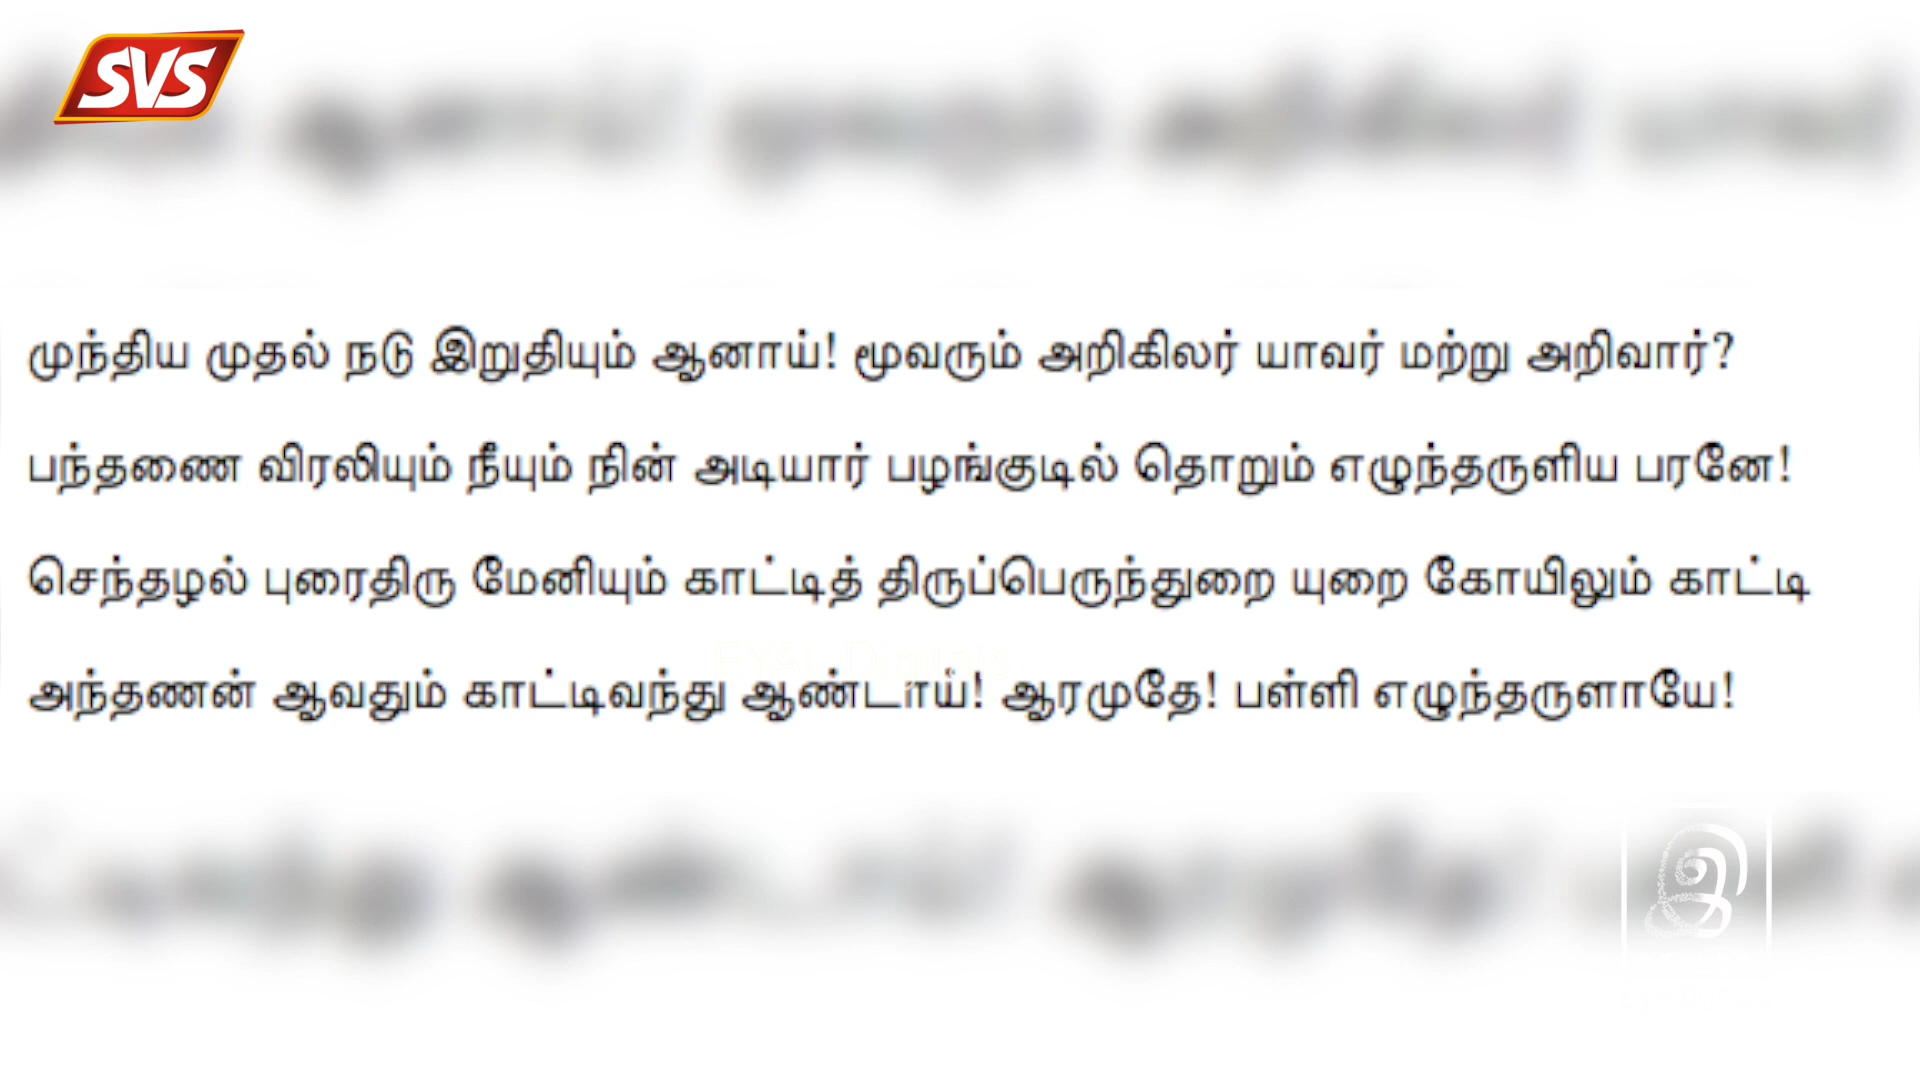 SVS
முந்திய முதல் நடு இறுதியும் ஆனாய்! மூவரும் அறிகிலர் யாவர் மற்று அறிவார்?
பந்தணை விரலியும் நீயும் நின் அடியார் பழங்குடில் தொறும் எழுந்தருளிய பரனே!
செந்தழல் புரைதிரு மேனியும் காட்டித் திருப்பெருந்துறை யுறை கோயிலும் காட்டி
அந்தணன் ஆவதும் காட்டிவந்து ஆண்டாய்! ஆரமுதே! பள்ளி எழுந்தருளாயே!